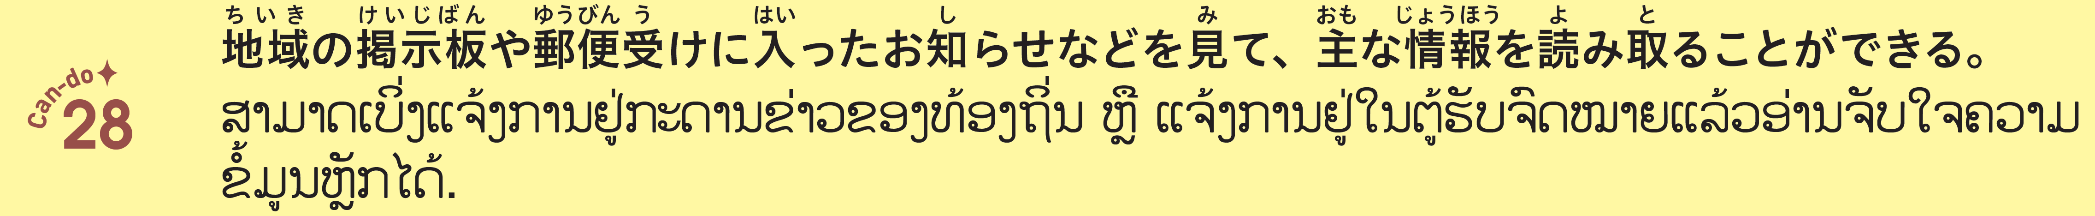 Can-do 28
ちいき けいじばん ゆうびんう はい し み おも じょうほう よ と
地域の掲示板や郵便受けに入ったお知らせなどを見て、主な情報を読み取ることができる。
ສາມາດເບິ່ງແຈ້ງການຢູ່ກະດານຂ່າວຂອງທ້ອງຖິ່ນ ຫຼື ແຈ້ງການຢູ່ໃນຕູ້ຮັບຈົດໝາຍແລ້ວອ່ານຈັບໃຈຄວາມ
ຂໍ້ມູນຫຼັກໄດ້.